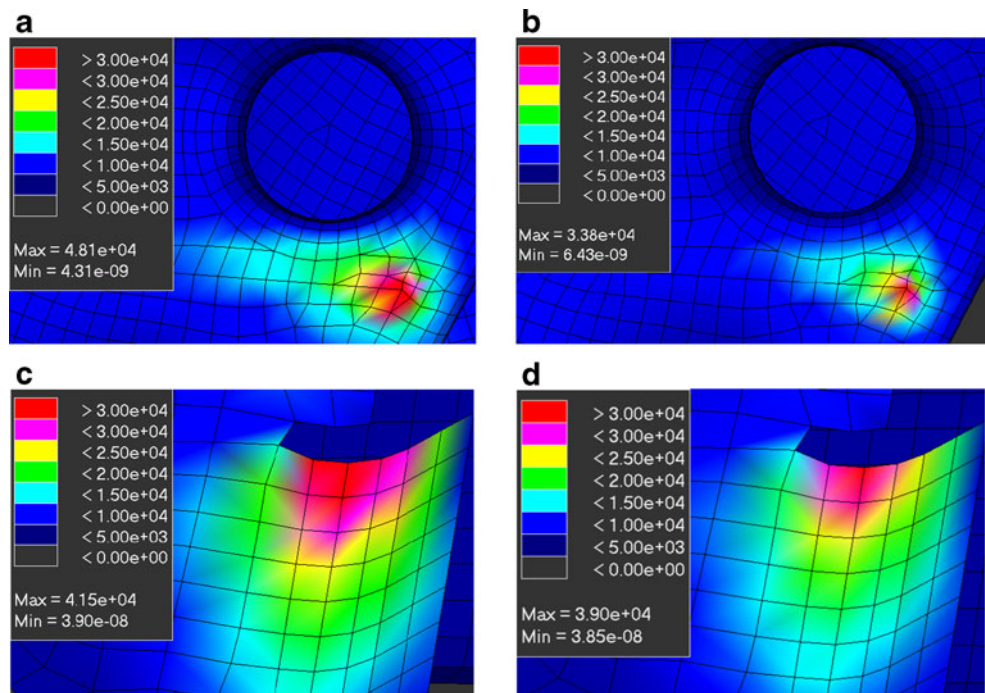 a
> 3.00e+04
< 3.00e+04
< 2.50e+04
< 2.00e+04
< 1.50e+04
< 1.00e+04
< 5.00e+03
< 0.00e+00
Max = 4.81e+04
Min = 4.31e-09
b
> 3.00e+04
< 3.00e+04
< 2.50e+04
< 2.00e+04
< 1.50e+04
< 1.00e+04
< 5.00e+03
< 0.00e+00
Max = 3.38e+04
Min = 6.43e-09
c
> 3.00e+04
< 3.00e+04
< 2.50e+04
< 2.00e+04
< 1.50e+04
< 1.00e+04
< 5.00e+03
< 0.00e+00
Max = 4.15e+04
Min = 3.90e-08
d
> 3.00e+04
< 3.00e+04
< 2.50e+04
< 2.00e+04
< 1.50e+04
< 1.00e+04
< 5.00e+03
< 0.00e+00
Max = 3.90e+04
Min = 3.85e-08